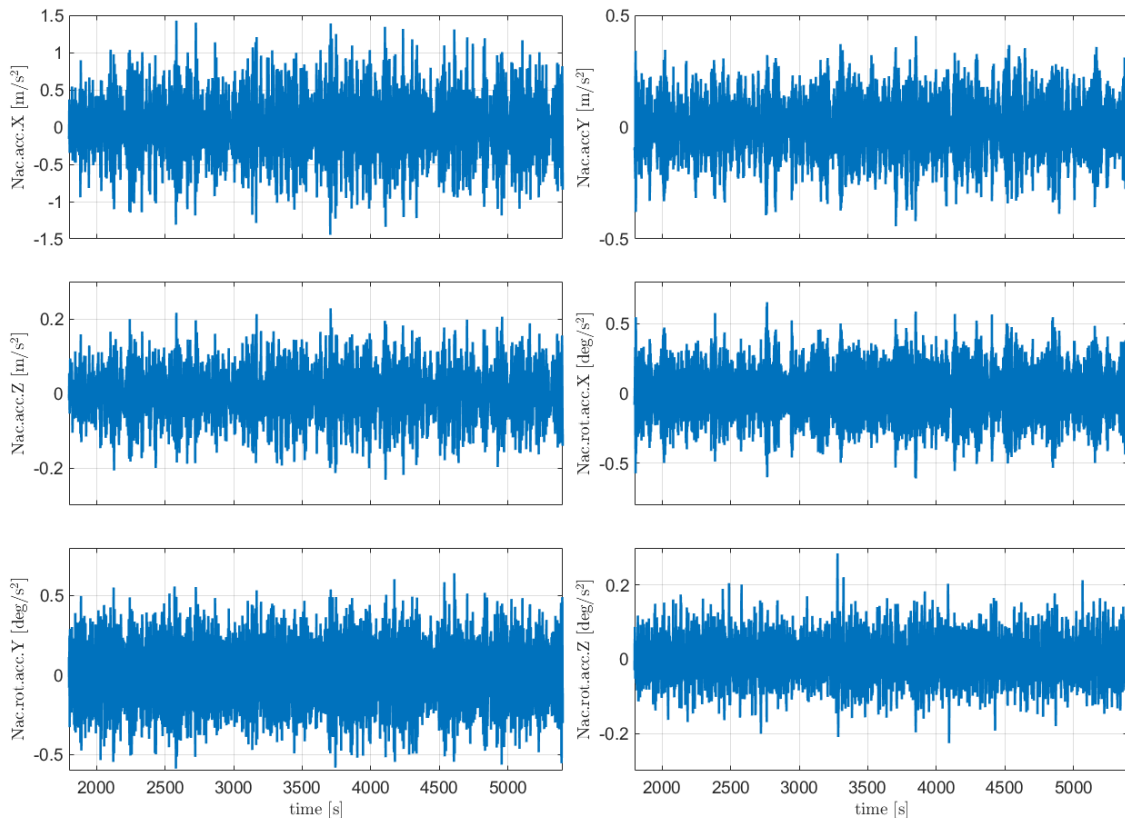 1.5
1
0.5
0
-0.5
-1
-1.5
Nac.acc.X [m/s²]
0.5
0
-0.5
Nac.accY [m/s²]
0.2
0
-0.2
Nac.acc.Z [m/s²]
0.5
0
-0.5
Nac.rot.acc.X [deg/s²]
0.5
0
-0.5
Nac.rot.acc.Y [deg/s²]
2000 2500 3000 3500 4000 4500 5000
time [s]
0.2
0
-0.2
Nac.rot.acc.Z [deg/s²]
2000 2500 3000 3500 4000 4500 5000
time [s]